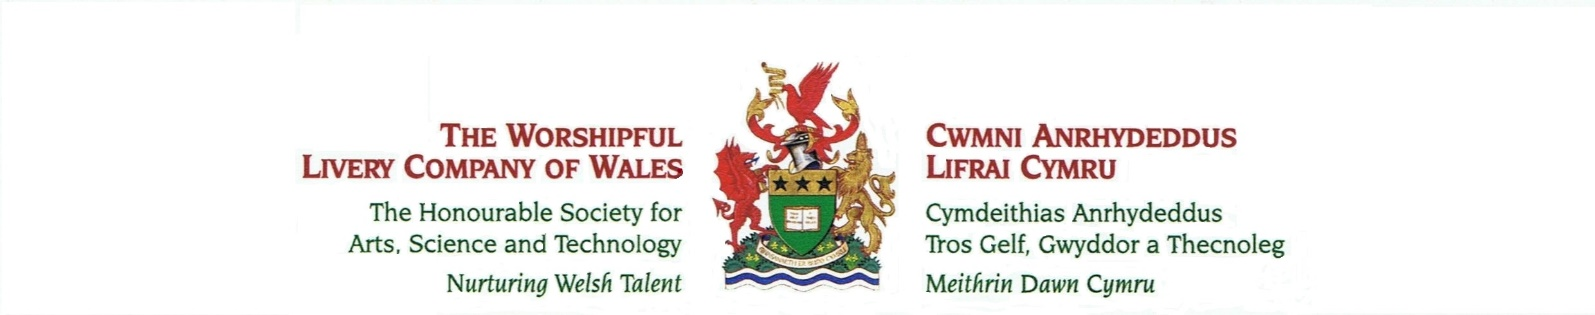 THE WORSHIPFUL
LIVERY COMPANY OF WALES
The Honourable Society for
Arts, Science and Technology
Nurturing Welsh Talent
CWMNI ANRHYDEDDUS
LIFRAI CYMRU
Cymdeithias Anrhydeddus
Tros Gelf, Gwyddor a Thecnoleg
Meithrin Dawn Cymru